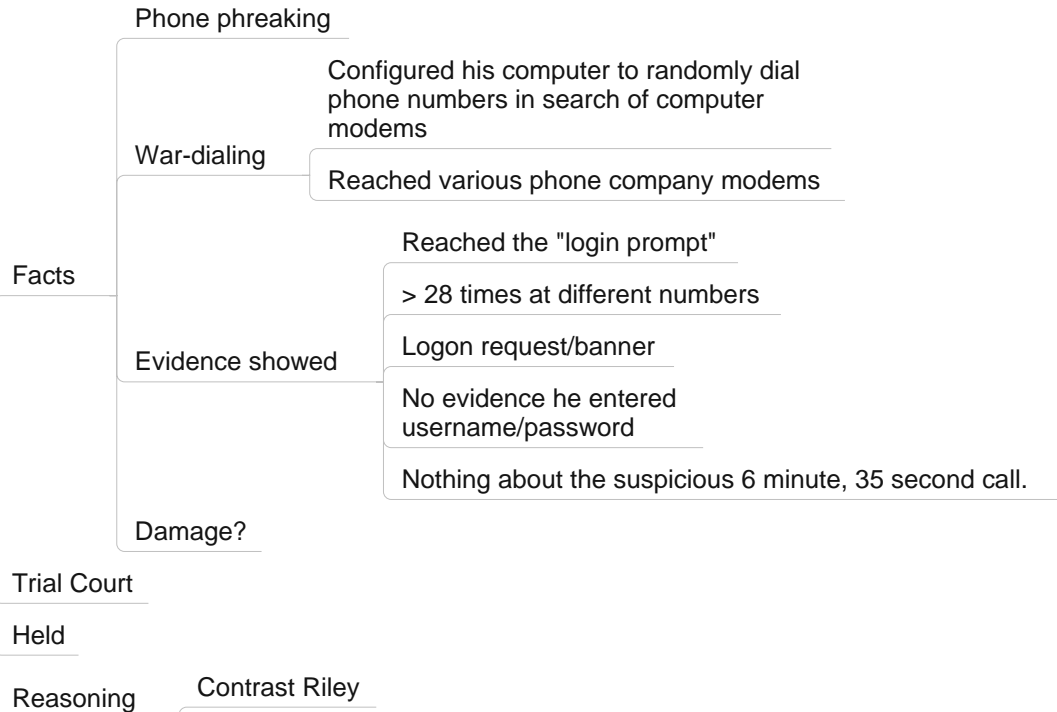 Facts
Phone phreaking
War-dialing
Configured his computer to randomly dial
phone numbers in search of computer
modems
Reached various phone company modems
Evidence showed
Reached the "login prompt"
> 28 times at different numbers
Logon request/banner
No evidence he entered
username/password
Nothing about the suspicious 6 minute, 35 second call.
Damage?
Trial Court
Held
Reasoning
Contrast Riley